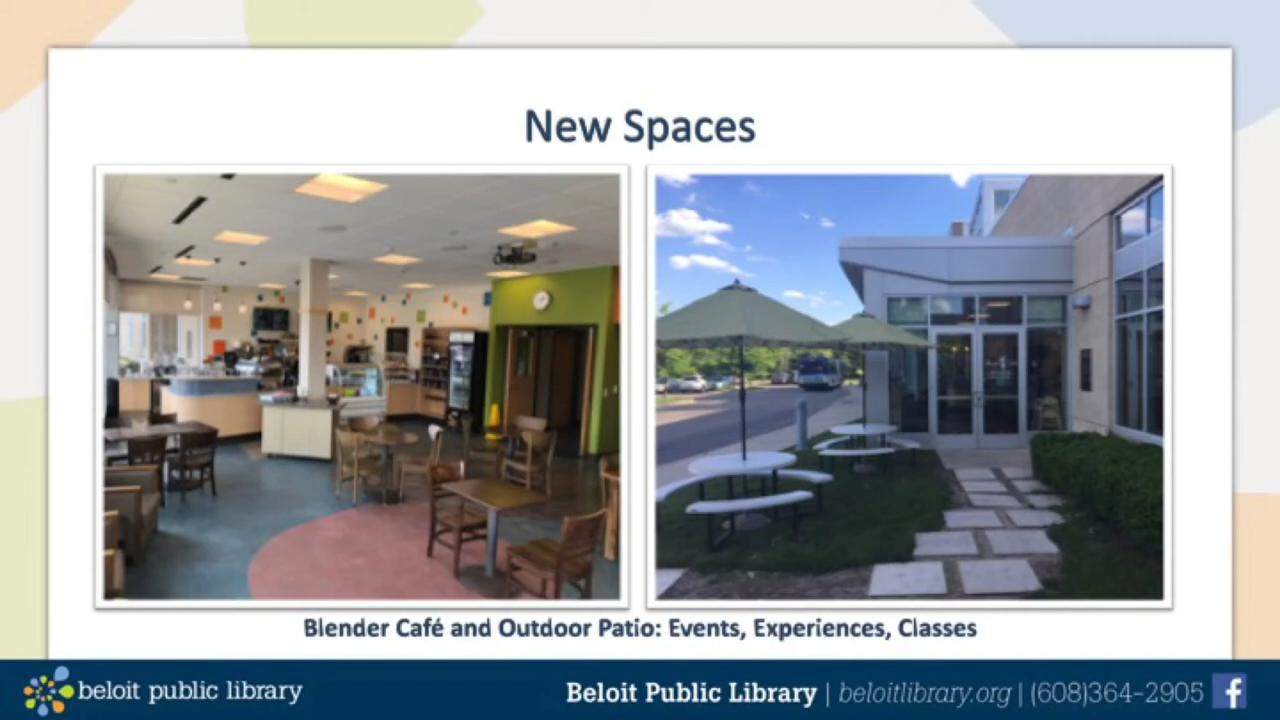 New Spaces
Blender Café and Outdoor Patio: Events, Experiences, Classes
beloit public library
Beloit Public Library | beloitlibrary.org | (608)364-2905 f